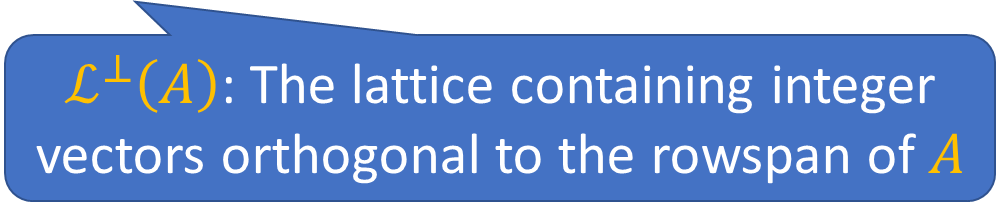 ℒ⊥(A): The lattice containing integer
vectors orthogonal to the rowspan of A